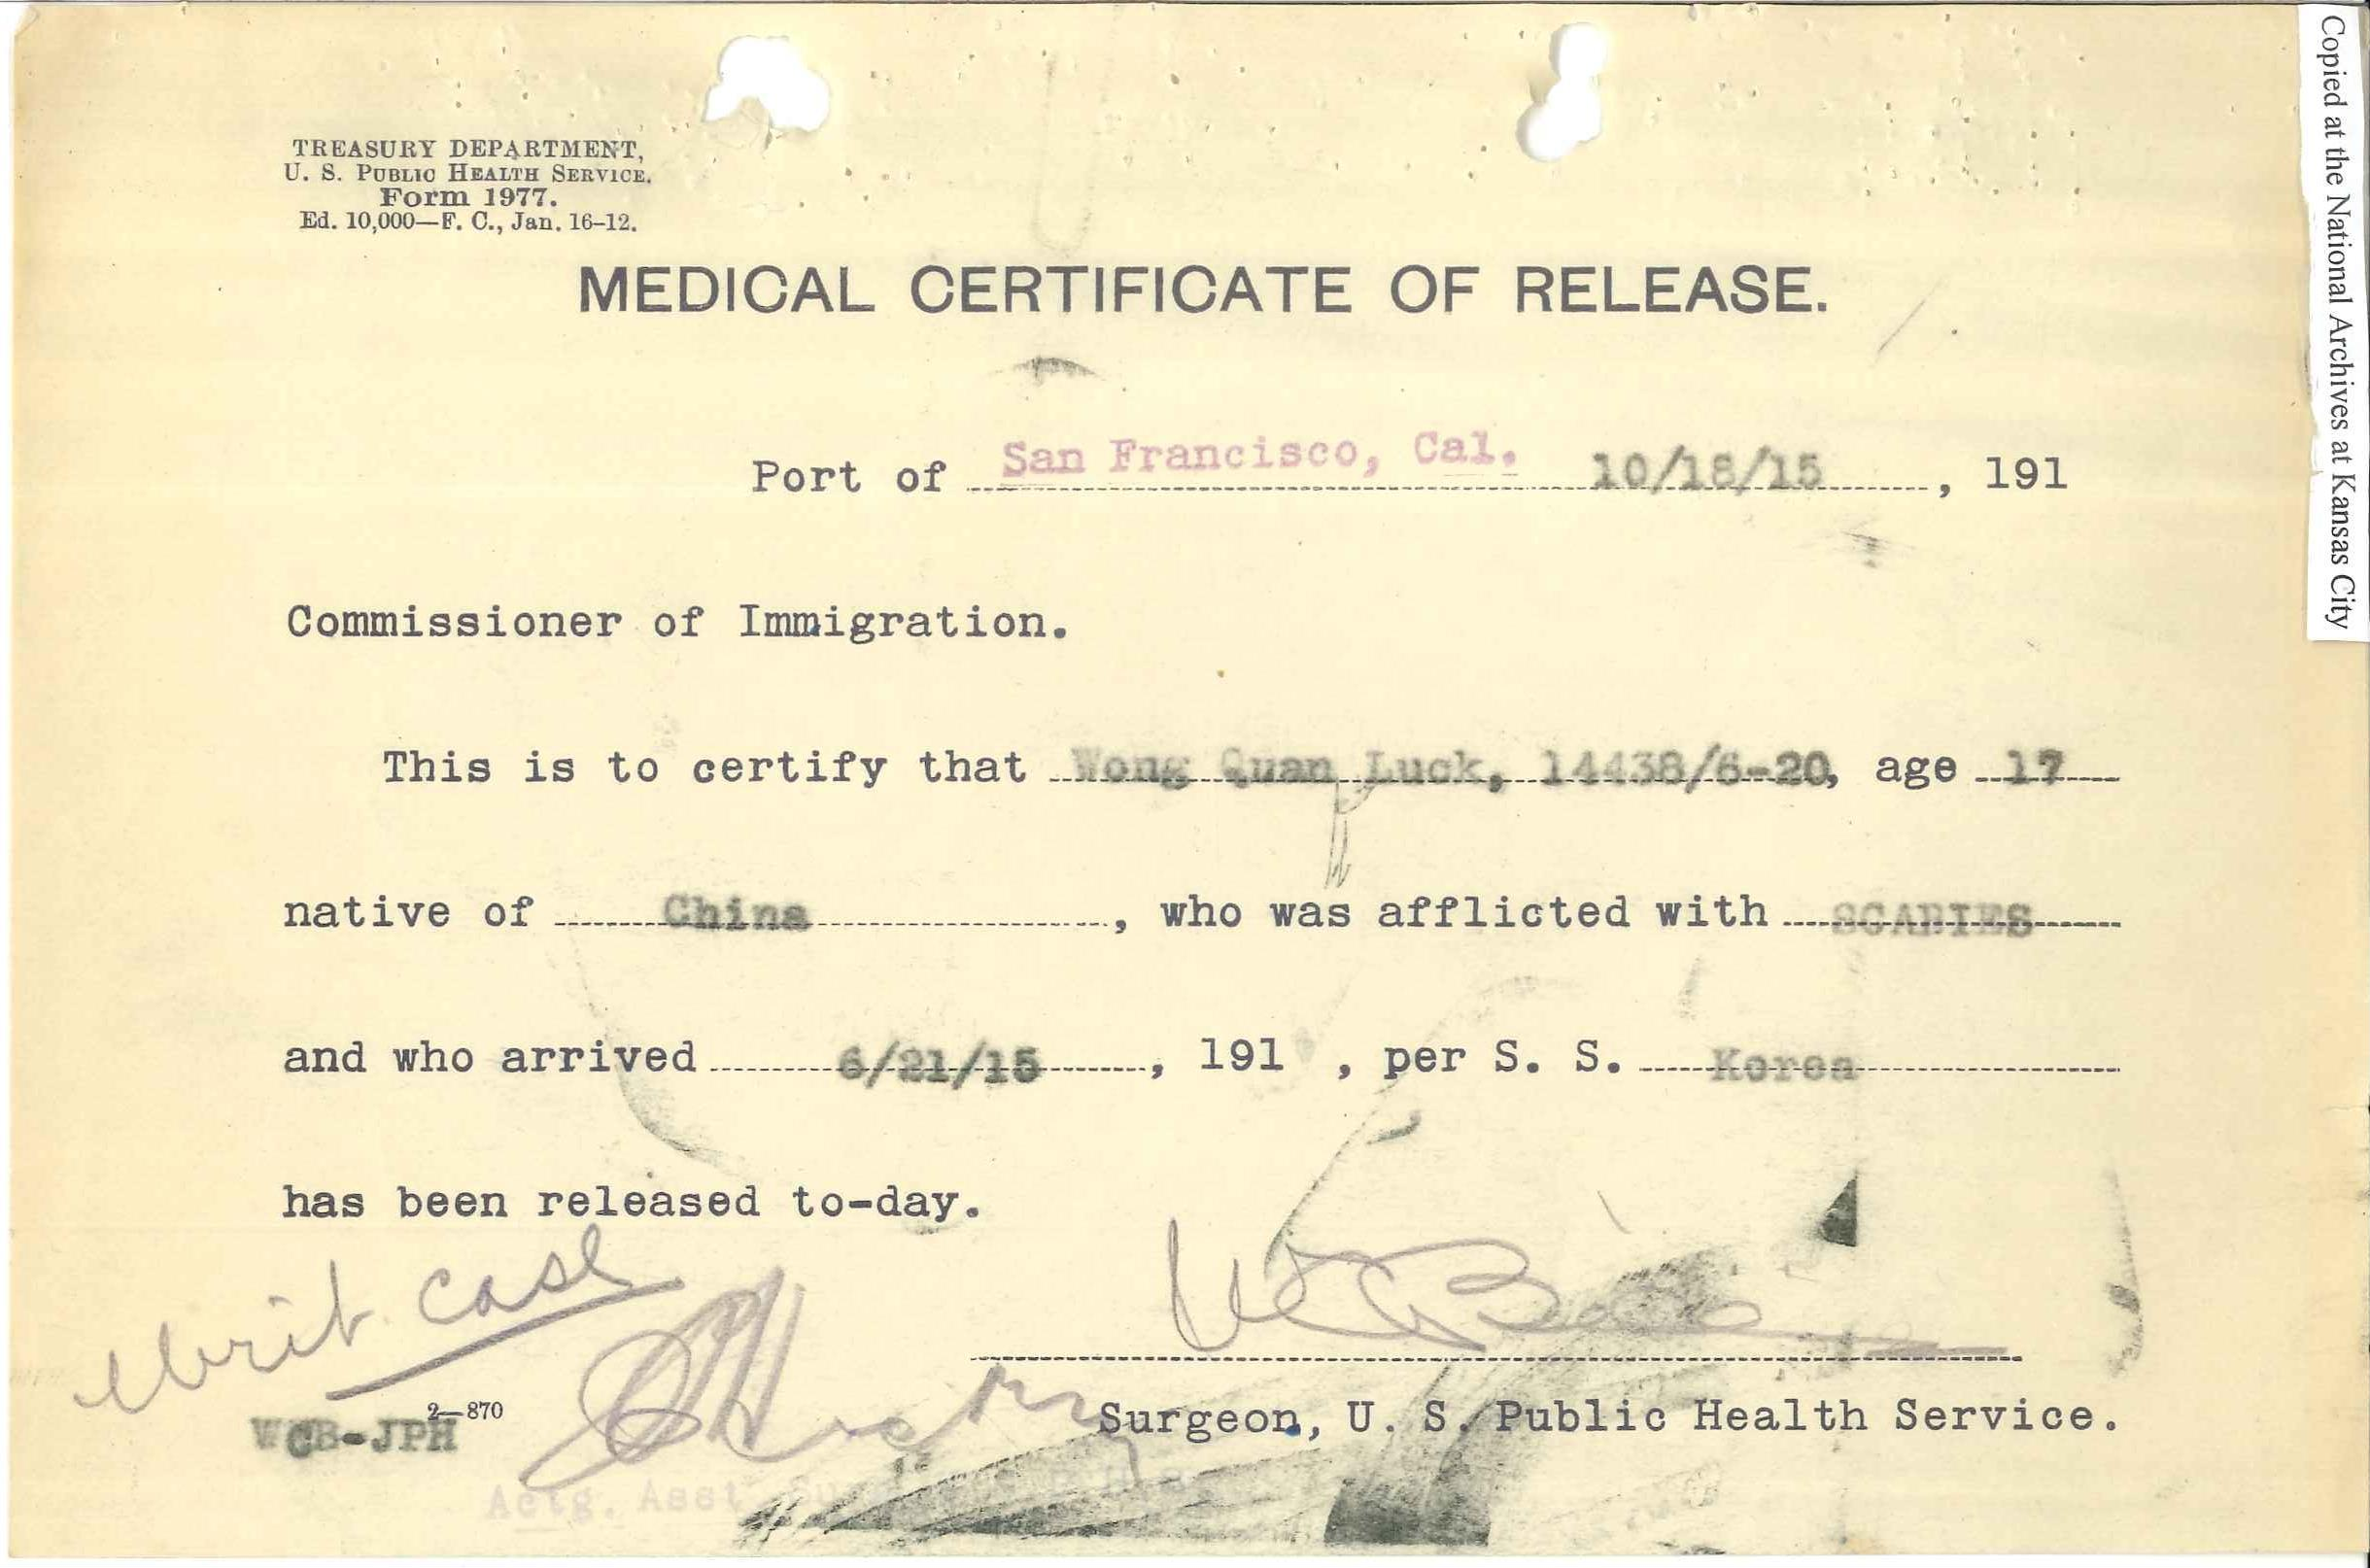 TREASURY DEPARTMENT,
U. S. PUBLIC HEALTH SERVICE.
Form 1977.
Ed. 10,000—F. C., Jan. 16–12.
MEDICAL CERTIFICATE OF RELEASE.
Port of San Francisco, Cal. 10/18/15, 191
Commissioner of Immigration.
This is to certify that Wong Quan Luck, 14438/6-20, age 17
native of China, who was afflicted with SCABIES
and who arrived 6/21/15, 191 , per S. S. Korea
has been released to-day.
Writ case
2—870
WCB-JPH
Surgeon, U. S. Public Health Service.
Actg. Asst
Copied at the National Archives at Kansas City